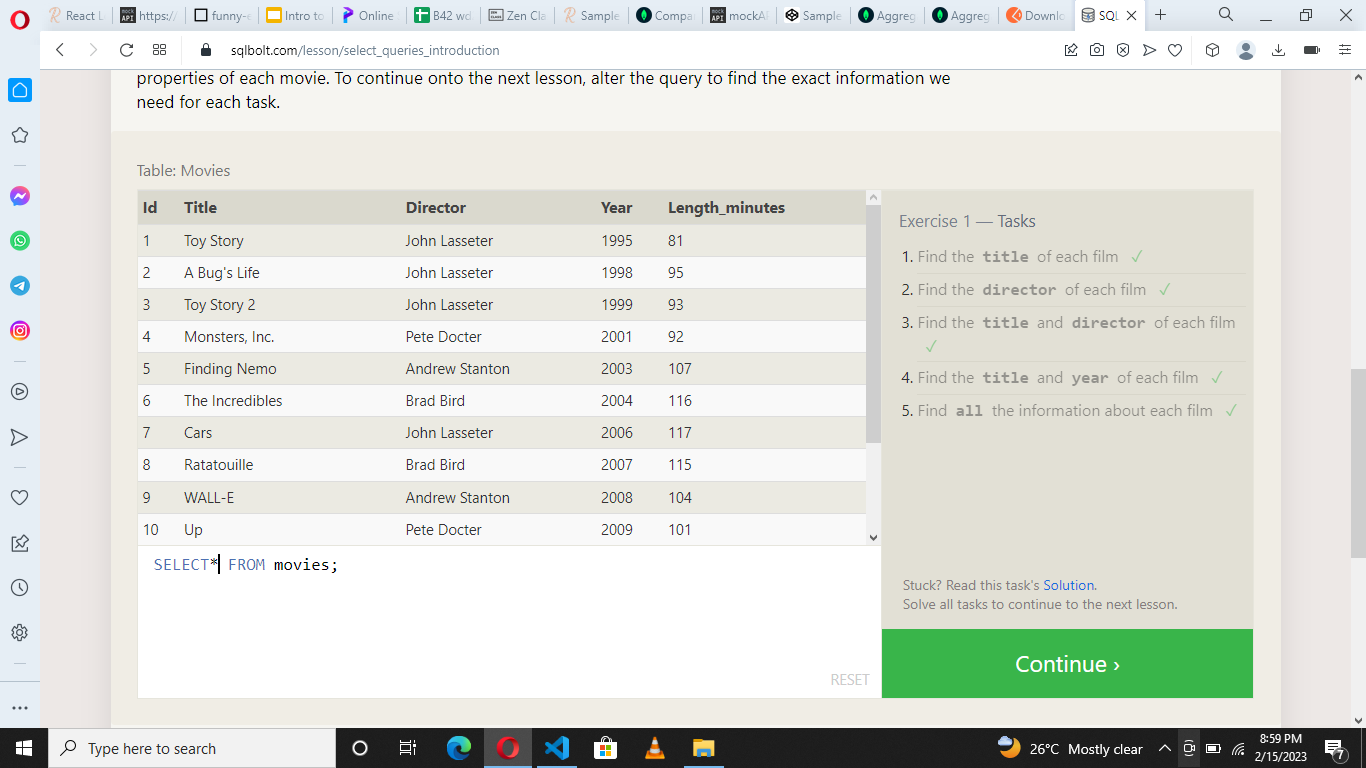 React L
https://
funny-e
Intro to
Online
B42 wd
Zen Cla
Sample
Compa
mockA
Sample
Aggreg
Aggreg
Downlo
SQL
sqlbolt.com/lesson/select_queries_introduction
properties of each movie. To continue onto the next lesson, alter the query to find the exact information we
need for each task.
Table: Movies
Id Title Director Year Length_minutes
1 Toy Story John Lasseter 1995 81
2 A Bug's Life John Lasseter 1998 95
3 Toy Story 2 John Lasseter 1999 93
4 Monsters, Inc. Pete Docter 2001 92
5 Finding Nemo Andrew Stanton 2003 107
6 The Incredibles Brad Bird 2004 116
7 Cars John Lasseter 2006 117
8 Ratatouille Brad Bird 2007 115
9 WALL-E Andrew Stanton 2008 104
10 Up Pete Docter 2009 101
SELECT* FROM movies;
RESET
Exercise 1 — Tasks
1. Find the title of each film ✓
2. Find the director of each film ✓
3. Find the title and director of each film
✓
4. Find the title and year of each film ✓
5. Find all the information about each film ✓
Stuck? Read this task's Solution.
Solve all tasks to continue to the next lesson.
Continue ›
Type here to search
26°C Mostly clear
8:59 PM
2/15/2023
7